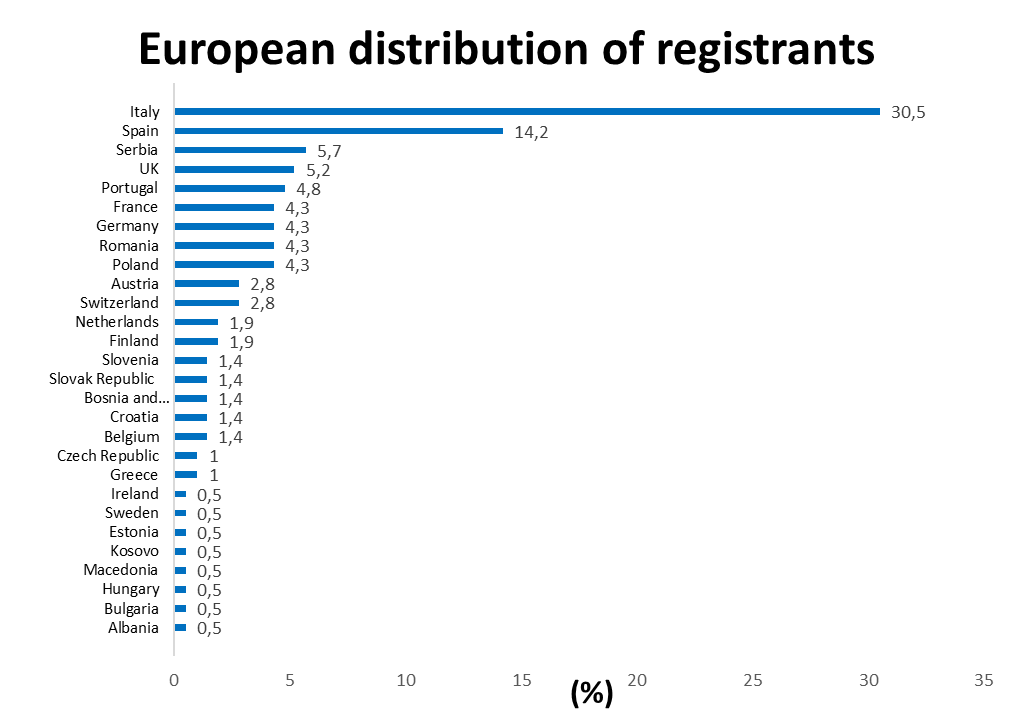 European distribution of registrants
Italy 30,5
Spain 14,2
Serbia 5,7
UK 5,2
Portugal 4,8
France 4,3
Germany 4,3
Romania 4,3
Poland 4,3
Austria 2,8
Switzerland 2,8
Netherlands 1,9
Finland 1,9
Slovenia 1,4
Slovak Republic 1,4
Bosnia and... 1,4
Croatia 1,4
Belgium 1,4
Czech Republic 1
Greece 1
Ireland 0,5
Sweden 0,5
Estonia 0,5
Kosovo 0,5
Macedonia 0,5
Hungary 0,5
Bulgaria 0,5
Albania 0,5
0 5 10 15 20 25 30 35
(%)